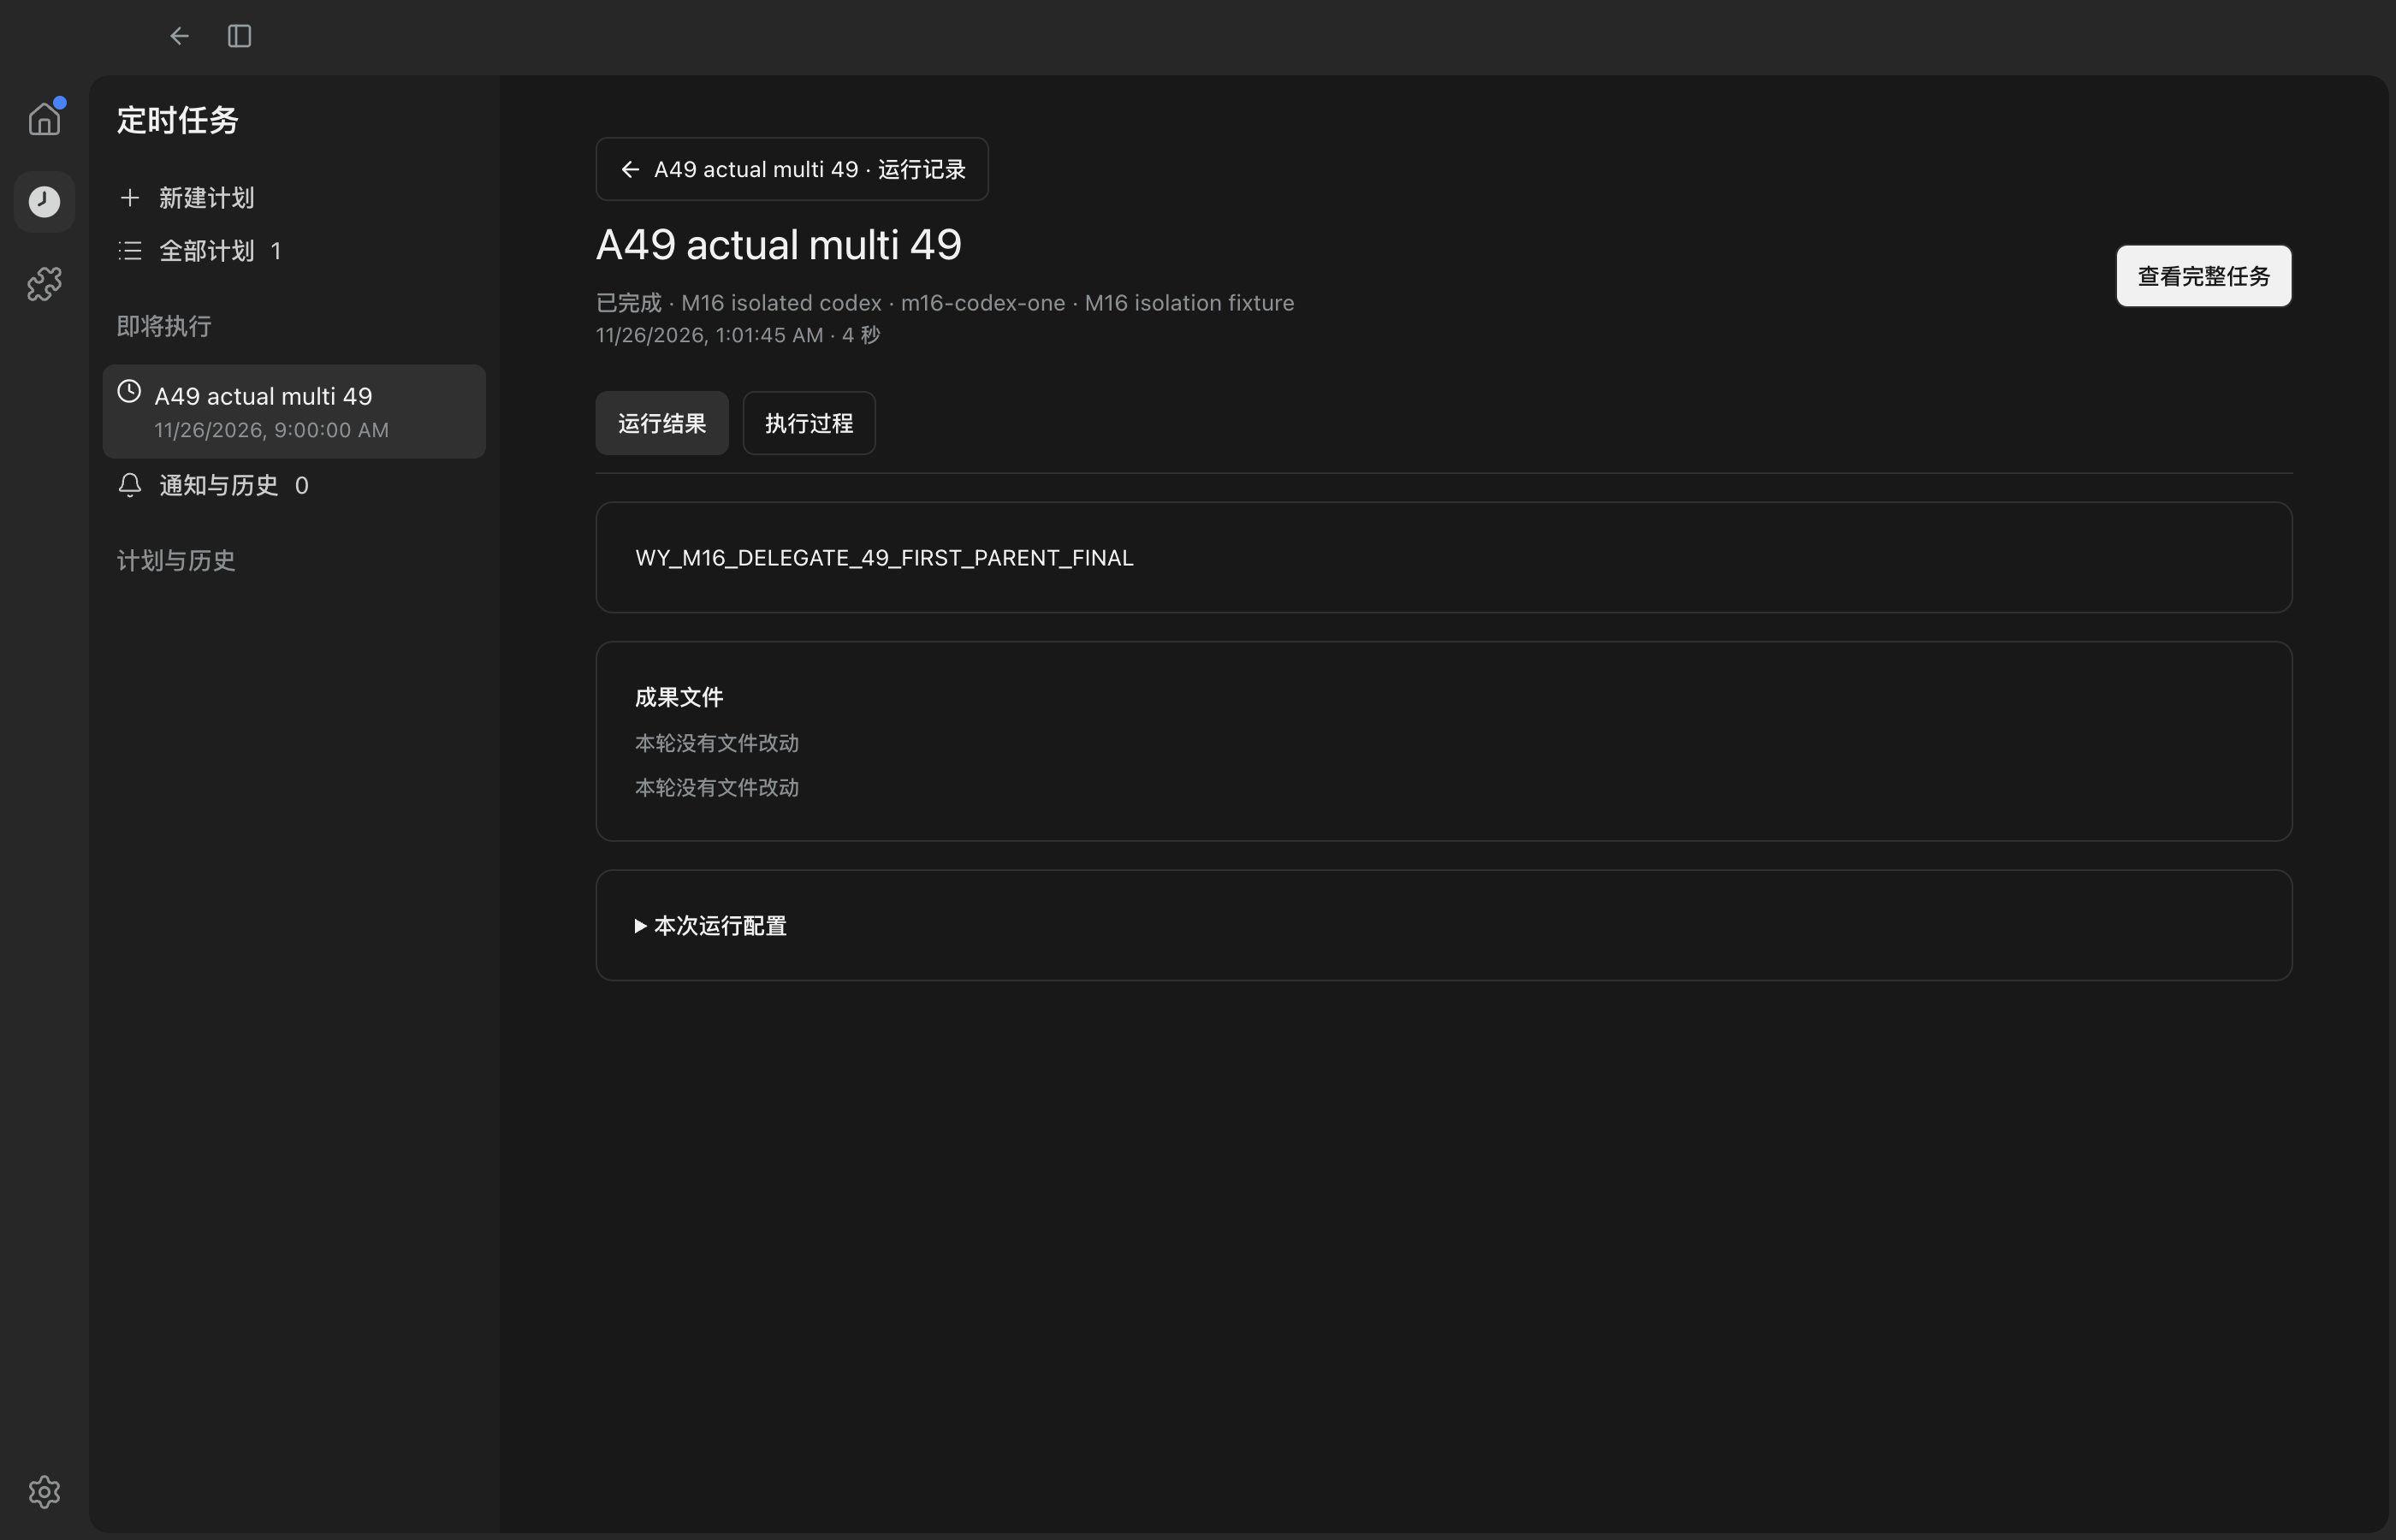 定时任务
新建计划
全部计划 1
即将执行
A49 actual multi 49
11/26/2026, 9:00:00 AM
通知与历史 0
计划与历史
A49 actual multi 49 · 运行记录
A49 actual multi 49
已完成 · M16 isolated codex · m16-codex-one · M16 isolation fixture
11/26/2026, 1:01:45 AM · 4 秒
查看完整任务
运行结果
执行过程
WY_M16_DELEGATE_49_FIRST_PARENT_FINAL
成果文件
本轮没有文件改动
本轮没有文件改动
本次运行配置